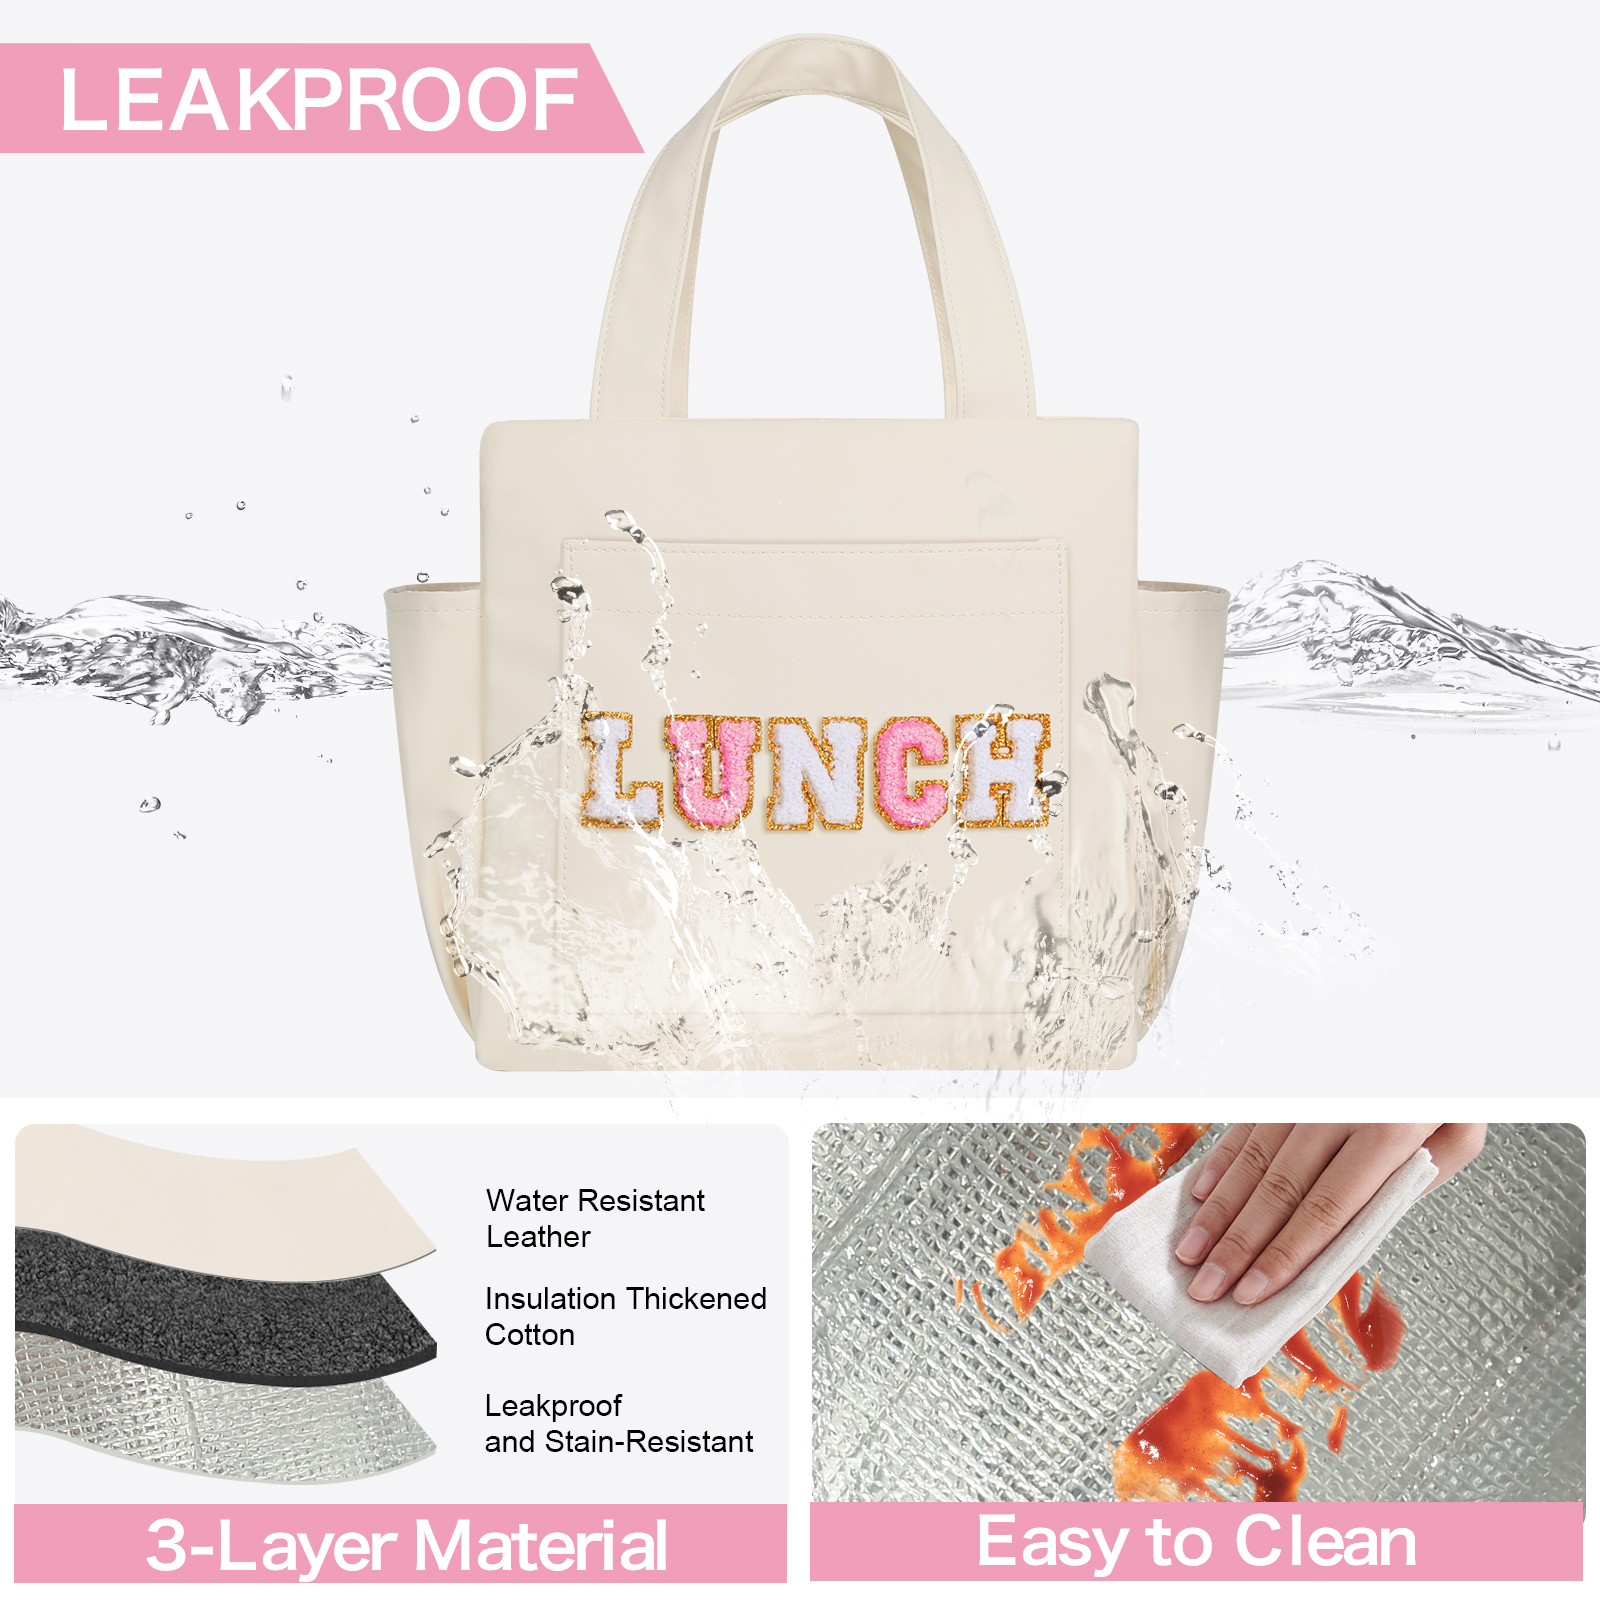 LEAKPROOF
LUNCH
Water Resistant
Leather
Insulation Thickened
Cotton
Leakproof
and Stain-Resistant
3-Layer Material
Easy to Clean